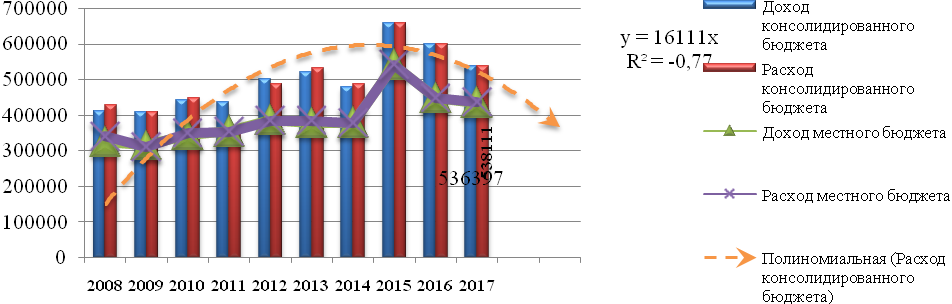 700000
600000
500000
400000
300000
200000
100000
0
2008 2009 2010 2011 2012 2013 2014 2015 2016 2017
y = 16111x
R² = -0,77
538111
536397
Доход
консолидированного
бюджета
Расход
консолидированного
бюджета
Доход местного бюджета
Расход местного бюджета
Полиномиальная (Расход
консолидированного
бюджета)